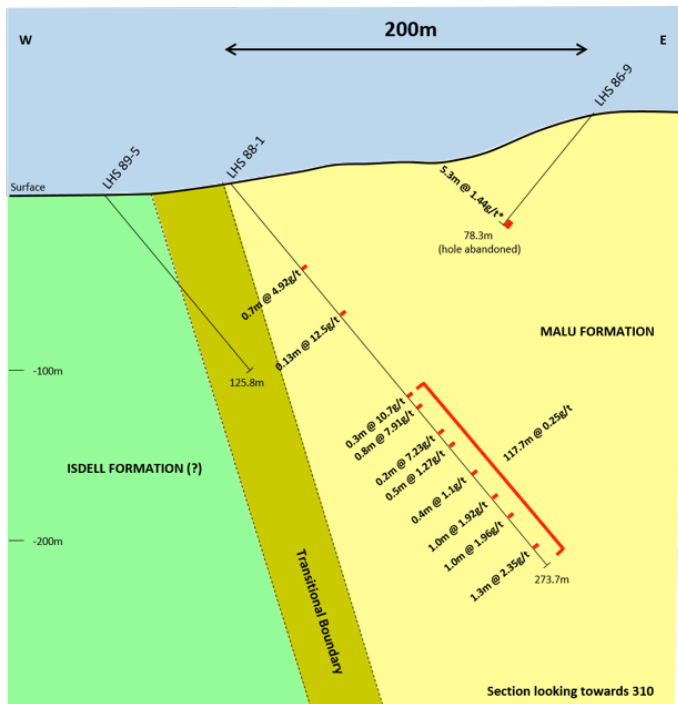 200m
W
E
LHS 89-5
LHS 88-1
LHS 86-9
Surface
5.3m @ 1.44g/t*
78.3m
(hole abandoned)
0.7m @ 4.92g/t
0.13m @ 12.5g/t
MALU FORMATION
-100m
125.8m
0.3m @ 10.7g/t
0.8m @ 7.91g/t
0.2m @ 7.23g/t
0.5m @ 1.27g/t
0.4m @ 1.1g/t
1.0m @ 1.92g/t
1.0m @ 1.96g/t
1.3m @ 2.35g/t
117.7m @ 0.25g/t
ISDELL FORMATION (?)
-200m
273.7m
Transitional Boundary
Section looking towards 310